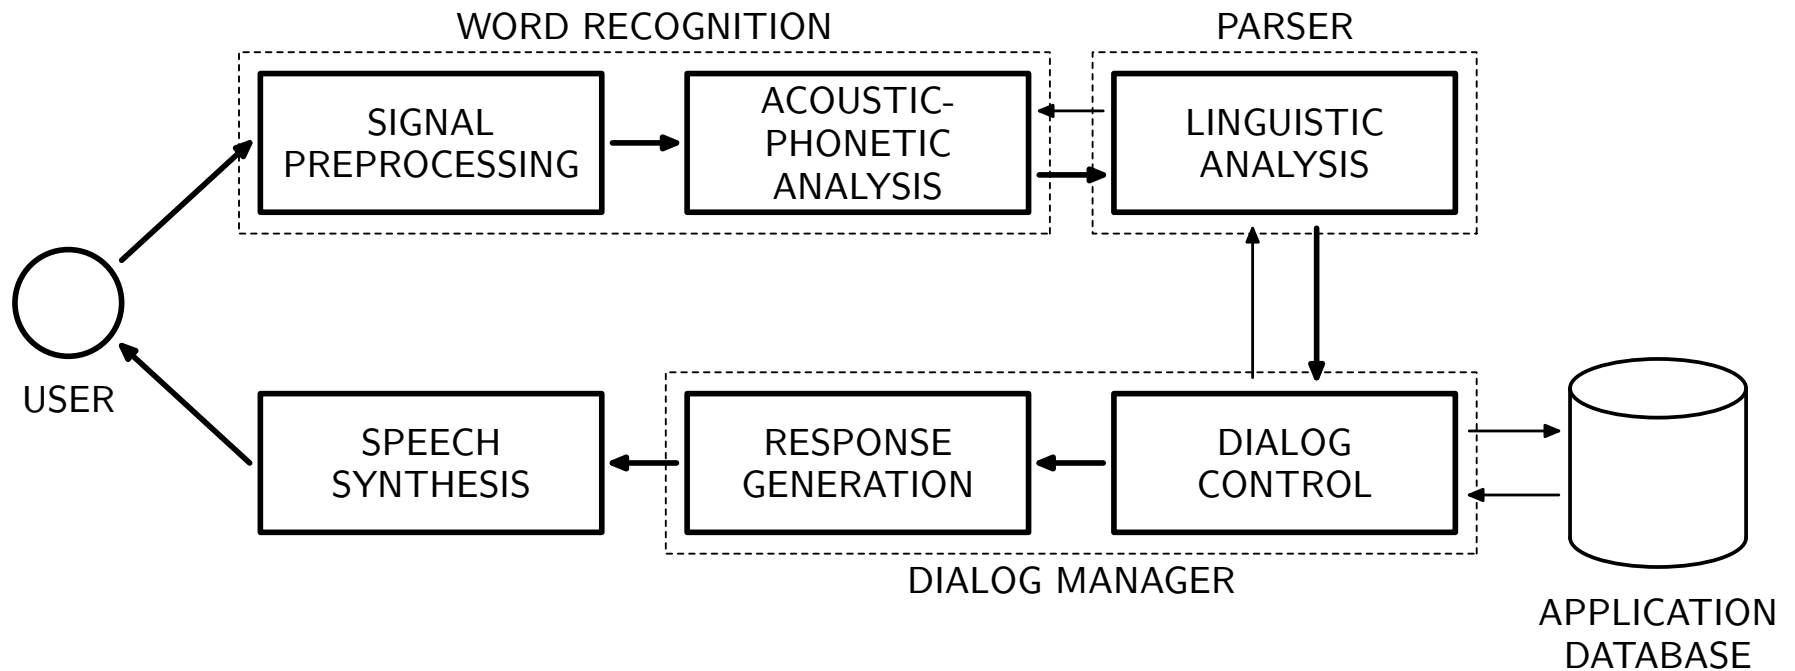 WORD RECOGNITION
PARSER
SIGNAL
PREPROCESSING
ACOUSTIC-
PHONETIC
ANALYSIS
LINGUISTIC
ANALYSIS
USER
SPEECH
SYNTHESIS
RESPONSE
GENERATION
DIALOG
CONTROL
DIALOG MANAGER
APPLICATION
DATABASE